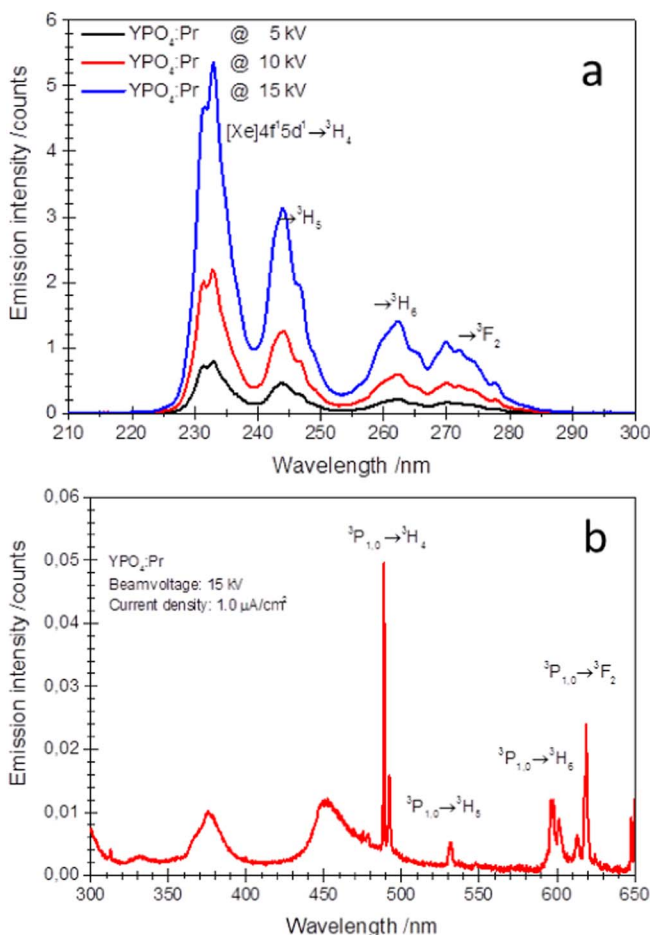 a
YPO₄:Pr @ 5 kV
YPO₄:Pr @ 10 kV
YPO₄:Pr @ 15 kV
[Xe]4f¹5d¹→³H₄
→³H₅
→³H₆
→³F₂
Emission intensity /counts
6
5
4
3
2
1
0
210 220 230 240 250 260 270 280 290 300
Wavelength /nm
b
YPO₄:Pr
Beamvoltage: 15 kV
Current density: 1.0 µA/cm²
³P₁,₀→³H₄
³P₁,₀→³H₅
³P₁,₀→³H₆
³P₁,₀→³F₂
Emission intensity /counts
0,06
0,05
0,04
0,03
0,02
0,01
0,00
300 350 400 450 500 550 600 650
Wavelength /nm